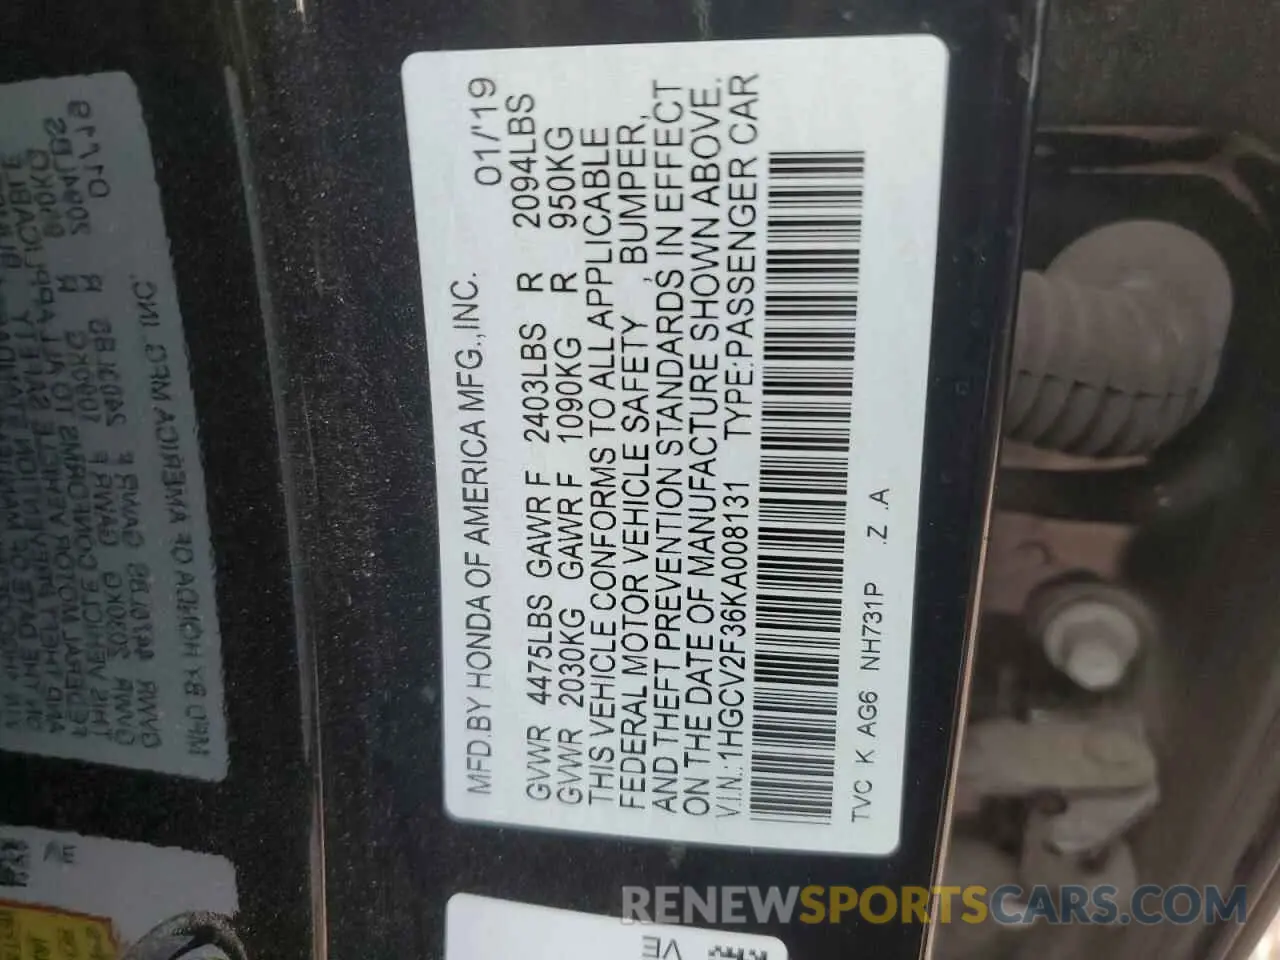 MFD.BY HONDA OF AMERICA MFG.,INC. 01/'19
GVWR 4475LBS GAWR F 2403LBS R 2094LBS
GVWR 2030KG GAWR F 1090KG R 950KG
THIS VEHICLE CONFORMS TO ALL APPLICABLE
FEDERAL MOTOR VEHICLE SAFETY , BUMPER,
AND THEFT PREVENTION STANDARDS IN EFFECT
ON THE DATE OF MANUFACTURE SHOWN ABOVE.
V.I.N.: 1HGCV2F36KA008131 TYPE:PASSENGER CAR
TVC K AG6 NH731P .Z .A
VE
RENEWSPORTSCARS.COM